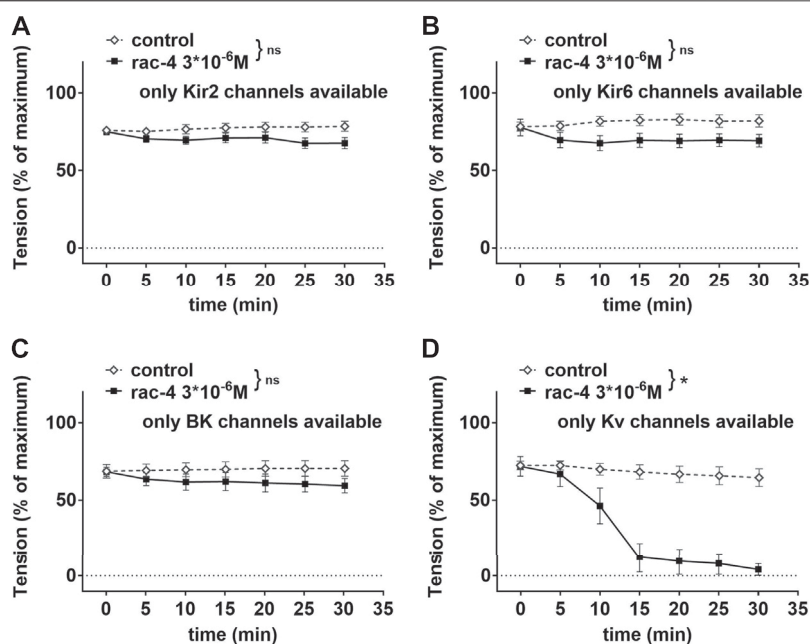 A
control
rac-4 3*10-6M
} ns
only Kir2 channels available
Tension (% of maximum)
100
50
0
0 5 10 15 20 25 30 35
time (min)
B
control
rac-4 3*10-6M
} ns
only Kir6 channels available
Tension (% of maximum)
100
50
0
0 5 10 15 20 25 30 35
time (min)
C
control
rac-4 3*10-6M
} ns
only BK channels available
Tension (% of maximum)
100
50
0
0 5 10 15 20 25 30 35
time (min)
D
control
rac-4 3*10-6M
} *
only Kv channels available
Tension (% of maximum)
100
50
0
0 5 10 15 20 25 30 35
time (min)